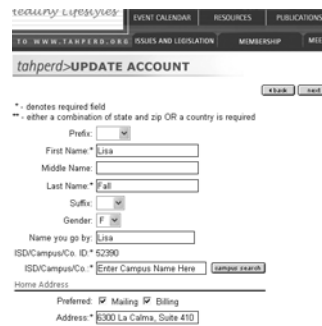 Healthy Lifestyles
EVENT CALENDAR RESOURCES PUBLICATIONS
TO WWW.TAHPERD.ORG ISSUES AND LEGISLATION MEMBERSHIP MEE
tahperd>UPDATE ACCOUNT
back next
* - denotes required field
** - either a combination of state and zip OR a country is required
Prefix:
First Name:* Lisa
Middle Name:
Last Name:* Fall
Suffix:
Gender: F
Name you go by: Lisa
ISD/Campus/Co. ID:* 52390
ISD/Campus/Co.:* Enter Campus Name Here campus search
Home Address
Preferred: Mailing Billing
Address:* 6300 La Calma, Suite 410